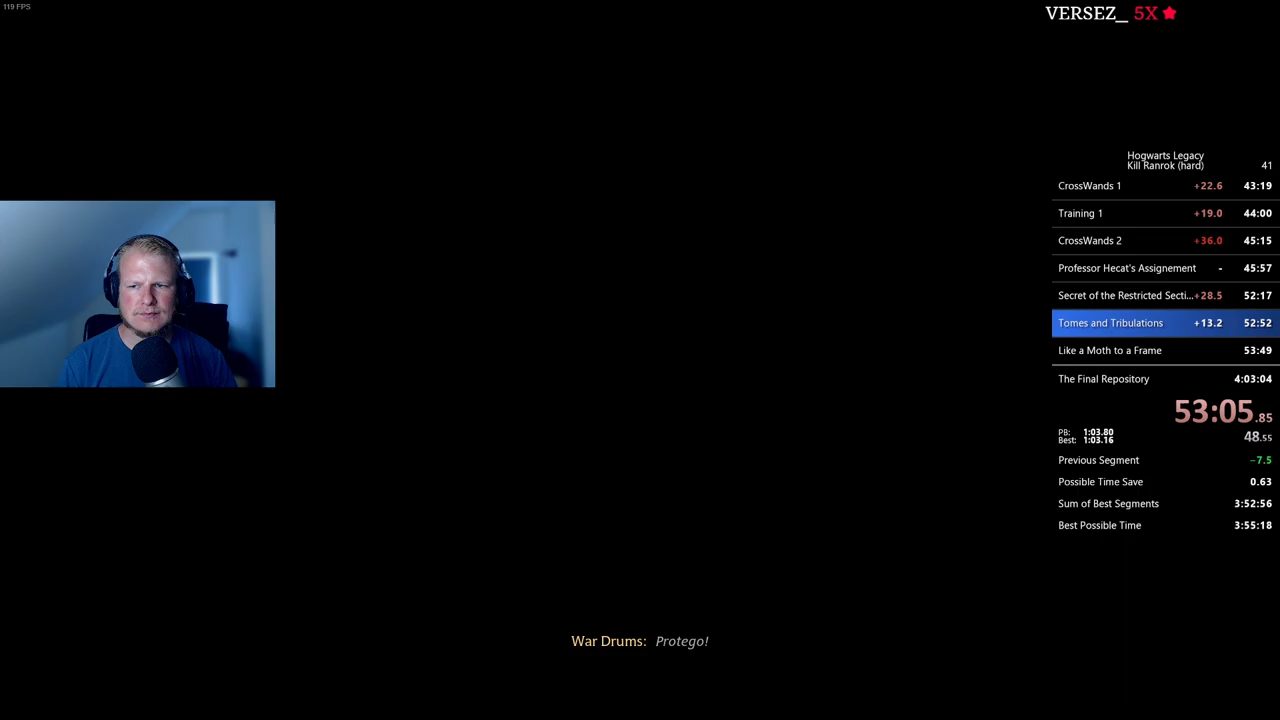 119 FPS
VERSEZ_ 5X
Hogwarts Legacy
Kill Ranrok (hard) 41
CrossWands 1 +22.6 43:19
Training 1 +19.0 44:00
CrossWands 2 +36.0 45:15
Professor Hecat's Assignement - 45:57
Secret of the Restricted Secti... +28.5 52:17
Tomes and Tribulations +13.2 52:52
Like a Moth to a Frame 53:49
The Final Repository 4:03:04
53:05.85
PB: 1:03.80
Best: 1:03.16 48.55
Previous Segment −7.5
Possible Time Save 0.63
Sum of Best Segments 3:52:56
Best Possible Time 3:55:18
War Drums: Protego!